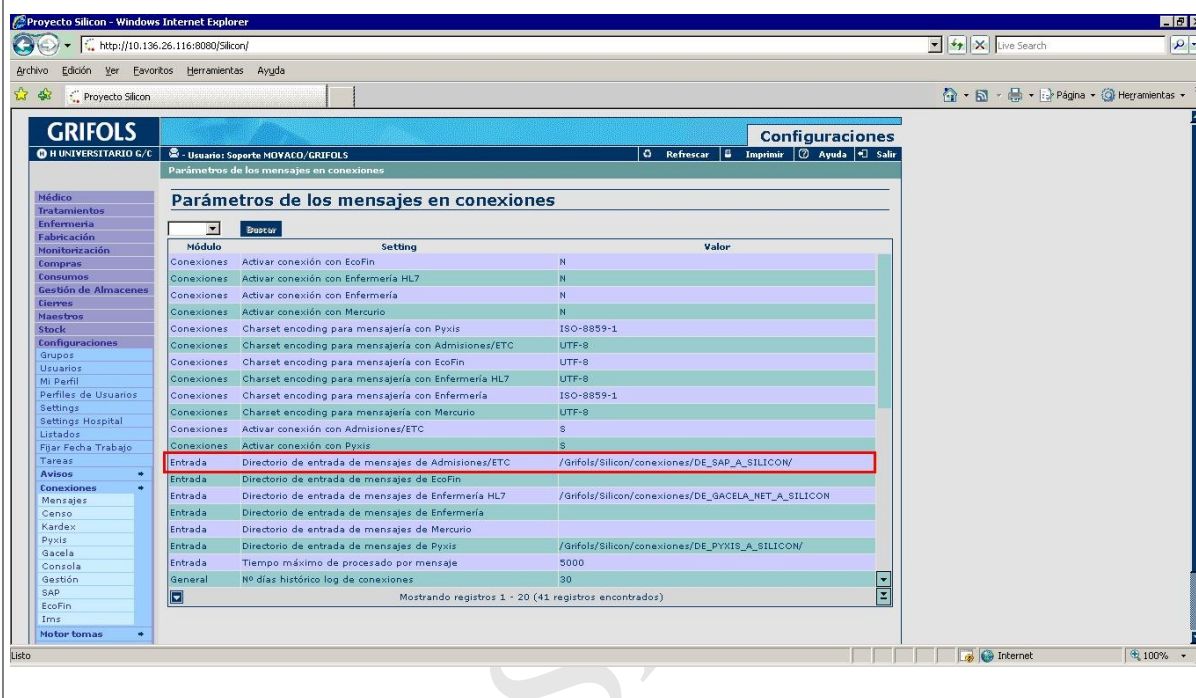 Proyecto Silicon - Windows Internet Explorer
http://10.136.26.116:8080/Silicon/
Live Search
Archivo Edición Ver Favoritos Herramientas Ayuda
Proyecto Silicon
Página Herramientas
GRIFOLS
Configuraciones
H UNIVERSITARIO G/C
- Usuario: Soporte MOVACO/GRIFOLS
Refrescar Imprimir Ayuda Salir
Parámetros de los mensajes en conexiones
Médico
Tratamientos
Enfermería
Fabricación
Monitorización
Compras
Consumos
Gestión de Almacenes
Cierres
Maestros
Stock
Configuraciones
Grupos
Usuarios
Mi Perfil
Perfiles de Usuarios
Settings
Settings Hospital
Listados
Fijar Fecha Trabajo
Tareas
Avisos
Conexiones
Mensajes
Censo
Kardex
Pyxis
Gacela
Consola
Gestión
SAP
EcoFin
Ims
Motor tomas
Parámetros de los mensajes en conexiones
Buscar
Módulo Setting Valor
Conexiones Activar conexión con EcoFin N
Conexiones Activar conexión con Enfermería HL7 N
Conexiones Activar conexión con Enfermería N
Conexiones Activar conexión con Mercurio N
Conexiones Charset encoding para mensajería con Pyxis ISO-8859-1
Conexiones Charset encoding para mensajería con Admisiones/ETC UTF-8
Conexiones Charset encoding para mensajería con EcoFin UTF-8
Conexiones Charset encoding para mensajería con Enfermería HL7 UTF-8
Conexiones Charset encoding para mensajería con Enfermería ISO-8859-1
Conexiones Charset encoding para mensajería con Mercurio UTF-8
Conexiones Activar conexión con Admisiones/ETC S
Conexiones Activar conexión con Pyxis S
Entrada Directorio de entrada de mensajes de Admisiones/ETC /Grifols/Silicon/conexiones/DE_SAP_A_SILICON/
Entrada Directorio de entrada de mensajes de EcoFin
Entrada Directorio de entrada de mensajes de Enfermería HL7 /Grifols/Silicon/conexiones/DE_GACELA_NET_A_SILICON
Entrada Directorio de entrada de mensajes de Enfermería
Entrada Directorio de entrada de mensajes de Mercurio
Entrada Directorio de entrada de mensajes de Pyxis /Grifols/Silicon/conexiones/DE_PYXIS_A_SILICON/
Entrada Tiempo máximo de procesado por mensaje 5000
General Nº días histórico log de conexiones 30
Mostrando registros 1 - 20 (41 registros encontrados)
Listo
Internet
100%